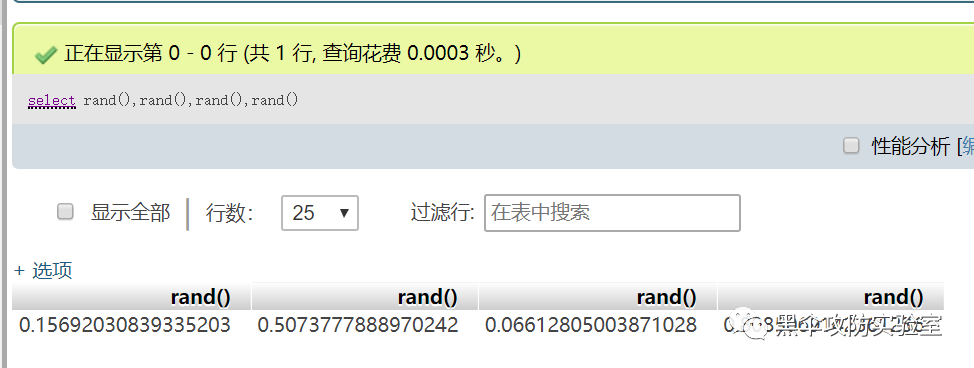 正在显示第 0 - 0 行 (共 1 行, 查询花费 0.0003 秒。)
select rand(),rand(),rand(),rand()
性能分析 [编
显示全部 行数: 25 过滤行: 在表中搜索
+ 选项
rand() rand() rand() rand()
0.15692030839335203 0.5073777888970242 0.06612805003871028
黑伞攻防实验室